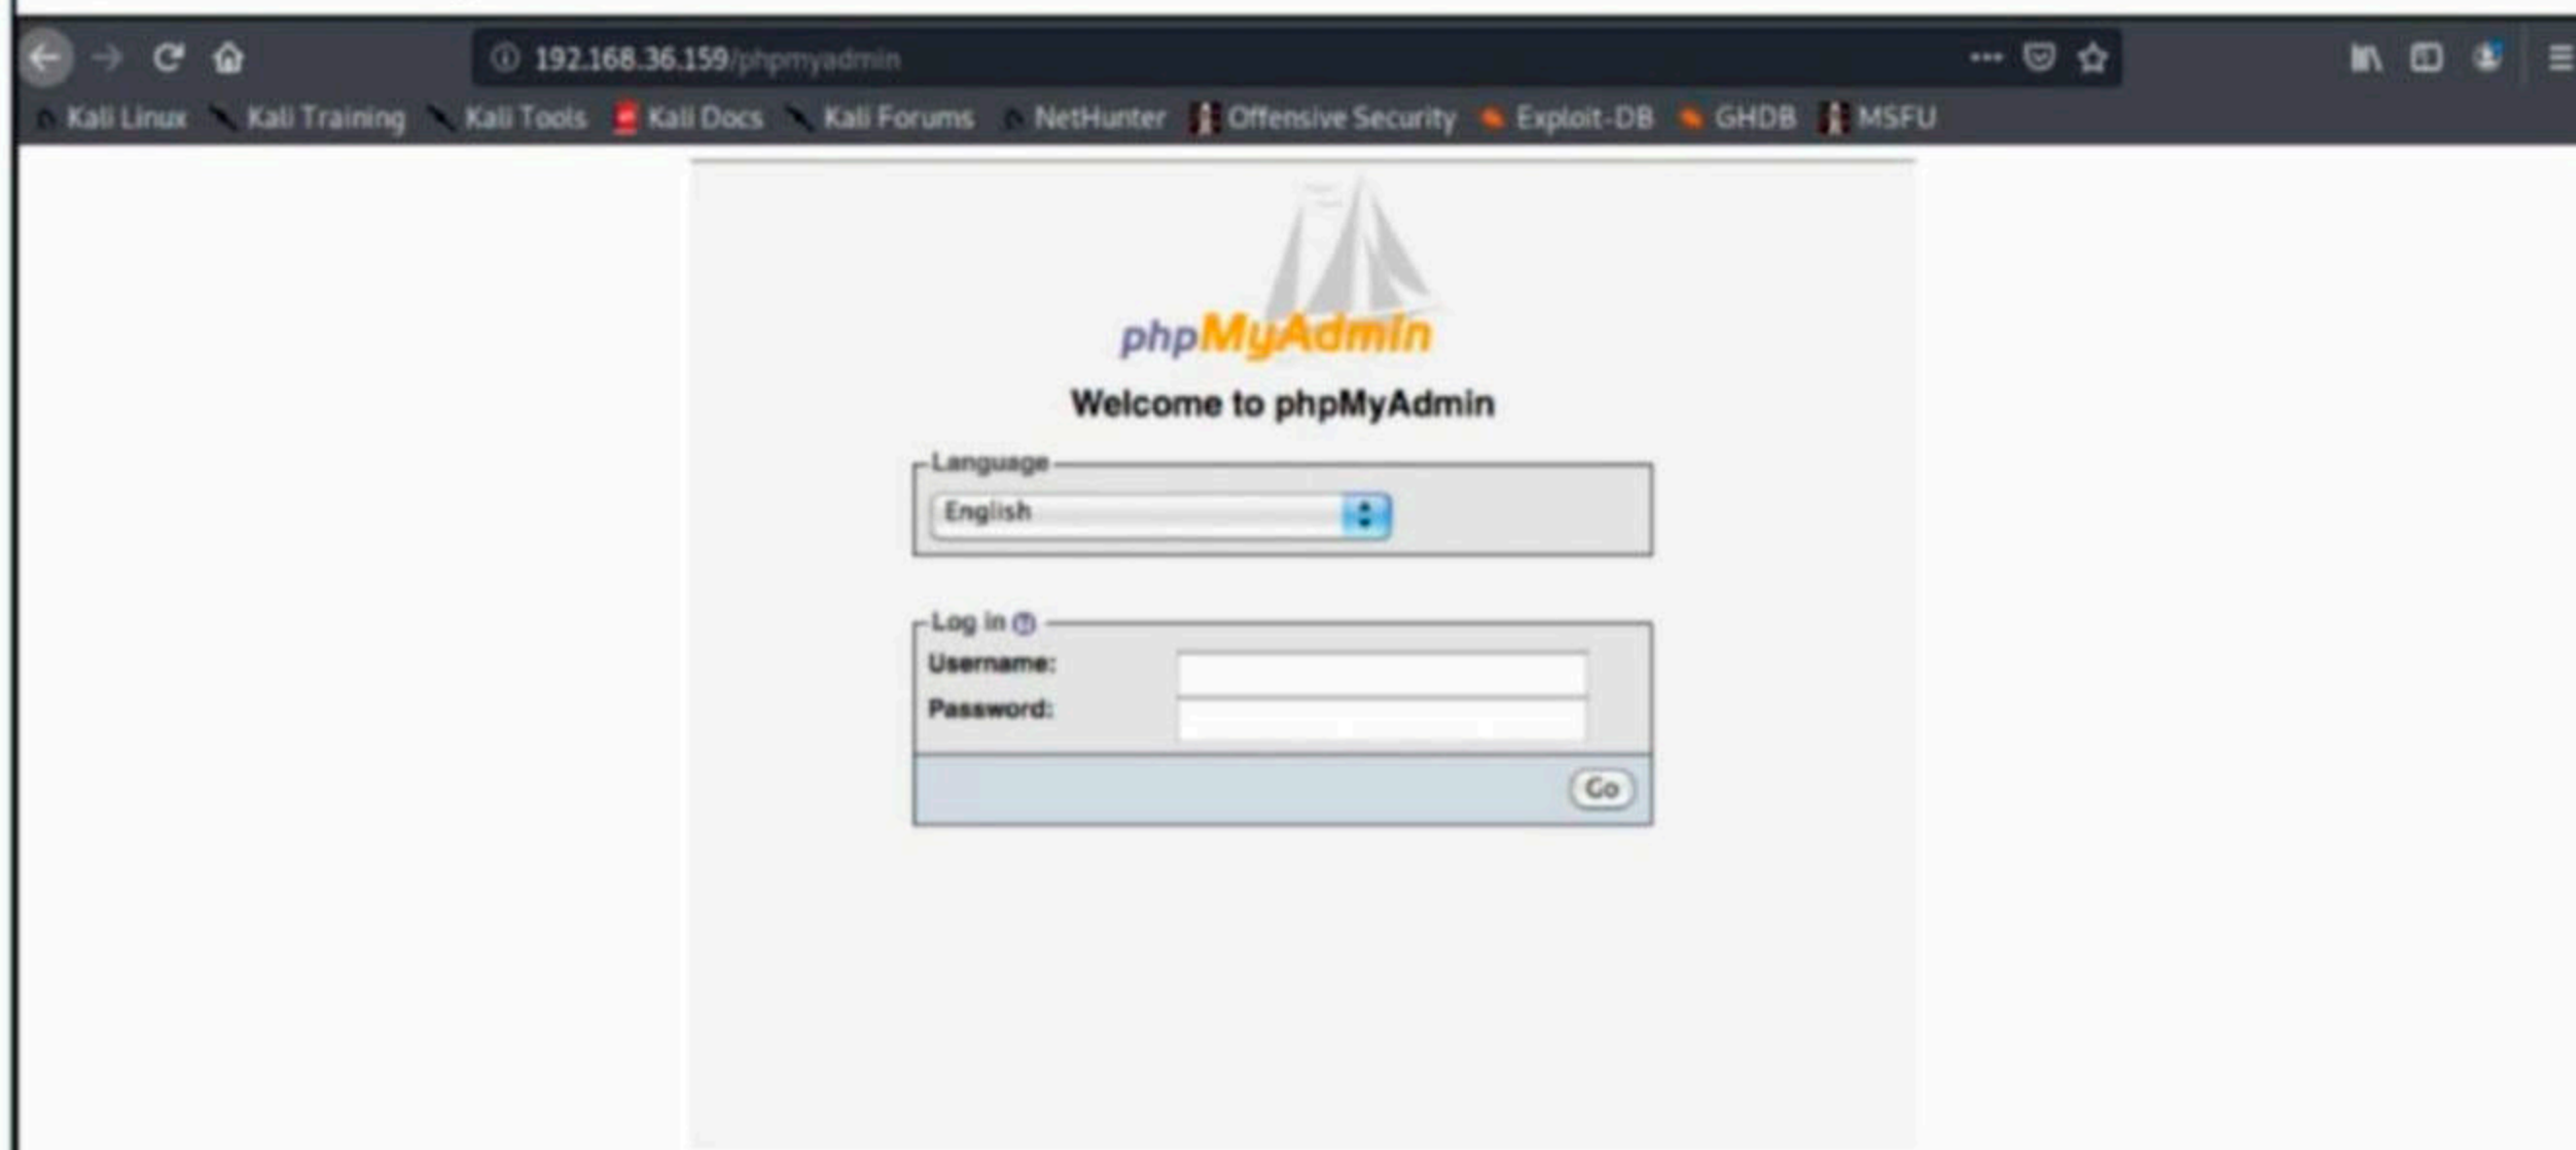 192.168.36.159/phpmyadmin
Kali Linux Kali Training Kali Tools Kali Docs Kali Forums NetHunter Offensive Security Exploit-DB GHDB MSFU
phpMyAdmin
Welcome to phpMyAdmin
Language
English
Log in
Username:
Password:
Go